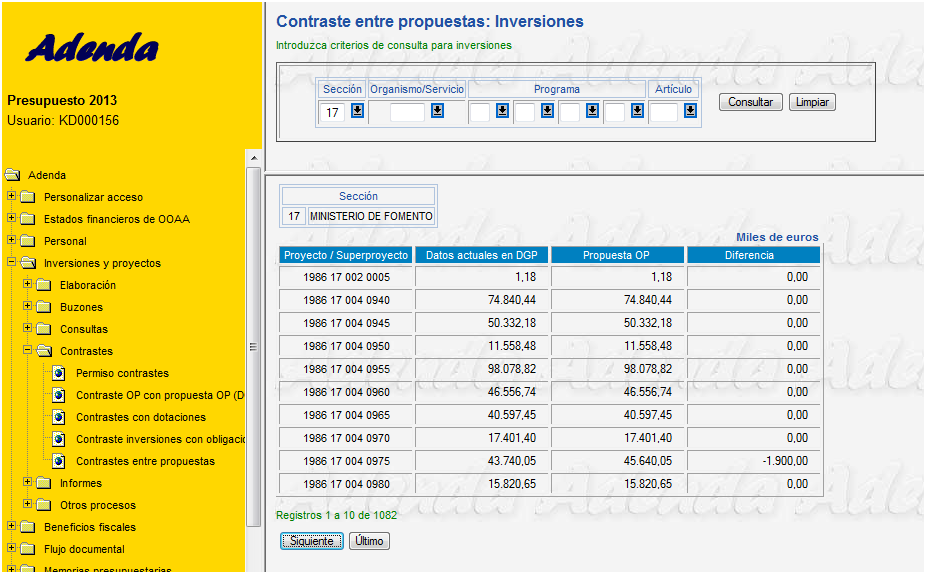 Adenda
Presupuesto 2013
Usuario: KD000156
Adenda
Personalizar acceso
Estados financieros de OOAA
Personal
Inversiones y proyectos
Elaboración
Buzones
Consultas
Contrastes
Permiso contrastes
Contraste OP con propuesta OP (D
Contrastes con dotaciones
Contraste inversiones con obligacio
Contrastes entre propuestas
Informes
Otros procesos
Beneficios fiscales
Flujo documental
Memorias presupuestarias
Contraste entre propuestas: Inversiones
Introduzca criterios de consulta para inversiones
Sección Organismo/Servicio Programa Artículo
17
Consultar Limpiar
Sección
17 MINISTERIO DE FOMENTO
Miles de euros
Proyecto / Superproyecto Datos actuales en DGP Propuesta OP Diferencia
1986 17 002 0005 1,18 1,18 0,00
1986 17 004 0940 74.840,44 74.840,44 0,00
1986 17 004 0945 50.332,18 50.332,18 0,00
1986 17 004 0950 11.558,48 11.558,48 0,00
1986 17 004 0955 98.078,82 98.078,82 0,00
1986 17 004 0960 46.556,74 46.556,74 0,00
1986 17 004 0965 40.597,45 40.597,45 0,00
1986 17 004 0970 17.401,40 17.401,40 0,00
1986 17 004 0975 43.740,05 45.640,05 -1.900,00
1986 17 004 0980 15.820,65 15.820,65 0,00
Registros 1 a 10 de 1082
Siguiente Último